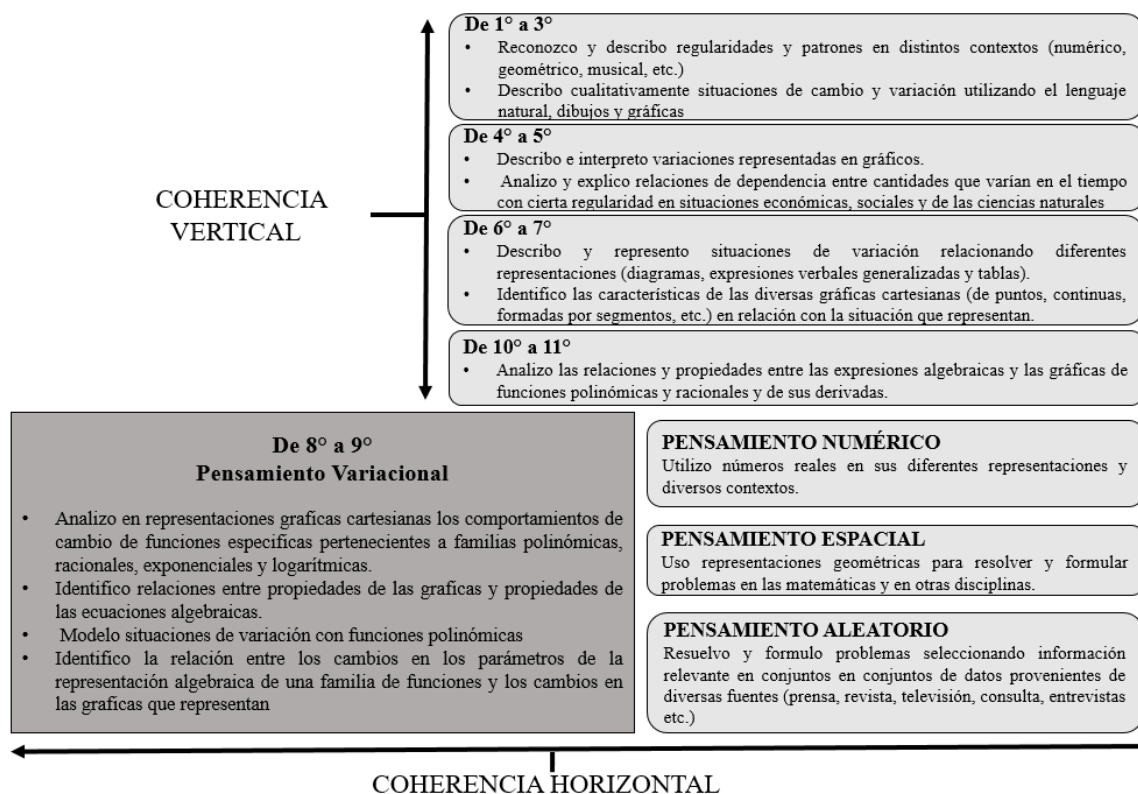 De 1° a 3°
• Reconozco y describo regularidades y patrones en distintos contextos (numérico,
geométrico, musical, etc.)
• Describo cualitativamente situaciones de cambio y variación utilizando el lenguaje
natural, dibujos y gráficas
De 4° a 5°
• Describo e interpreto variaciones representadas en gráficos.
• Analizo y explico relaciones de dependencia entre cantidades que varían en el tiempo
con cierta regularidad en situaciones económicas, sociales y de las ciencias naturales
COHERENCIA
VERTICAL
De 6° a 7°
• Describo y represento situaciones de variación relacionando diferentes
representaciones (diagramas, expresiones verbales generalizadas y tablas).
• Identifico las características de las diversas gráficas cartesianas (de puntos, continuas,
formadas por segmentos, etc.) en relación con la situación que representan.
De 10° a 11°
• Analizo las relaciones y propiedades entre las expresiones algebraicas y las gráficas de
funciones polinómicas y racionales y de sus derivadas.
De 8° a 9°
Pensamiento Variacional
• Analizo en representaciones graficas cartesianas los comportamientos de
cambio de funciones especificas pertenecientes a familias polinómicas,
racionales, exponenciales y logarítmicas.
• Identifico relaciones entre propiedades de las graficas y propiedades de
las ecuaciones algebraicas.
• Modelo situaciones de variación con funciones polinómicas
• Identifico la relación entre los cambios en los parámetros de la
representación algebraica de una familia de funciones y los cambios en
las graficas que representan
PENSAMIENTO NUMÉRICO
Utilizo números reales en sus diferentes representaciones y
diversos contextos.
PENSAMIENTO ESPACIAL
Uso representaciones geométricas para resolver y formular
problemas en las matemáticas y en otras disciplinas.
PENSAMIENTO ALEATORIO
Resuelvo y formulo problemas seleccionando información
relevante en conjuntos en conjuntos de datos provenientes de
diversas fuentes (prensa, revista, televisión, consulta, entrevistas
etc.)
COHERENCIA HORIZONTAL